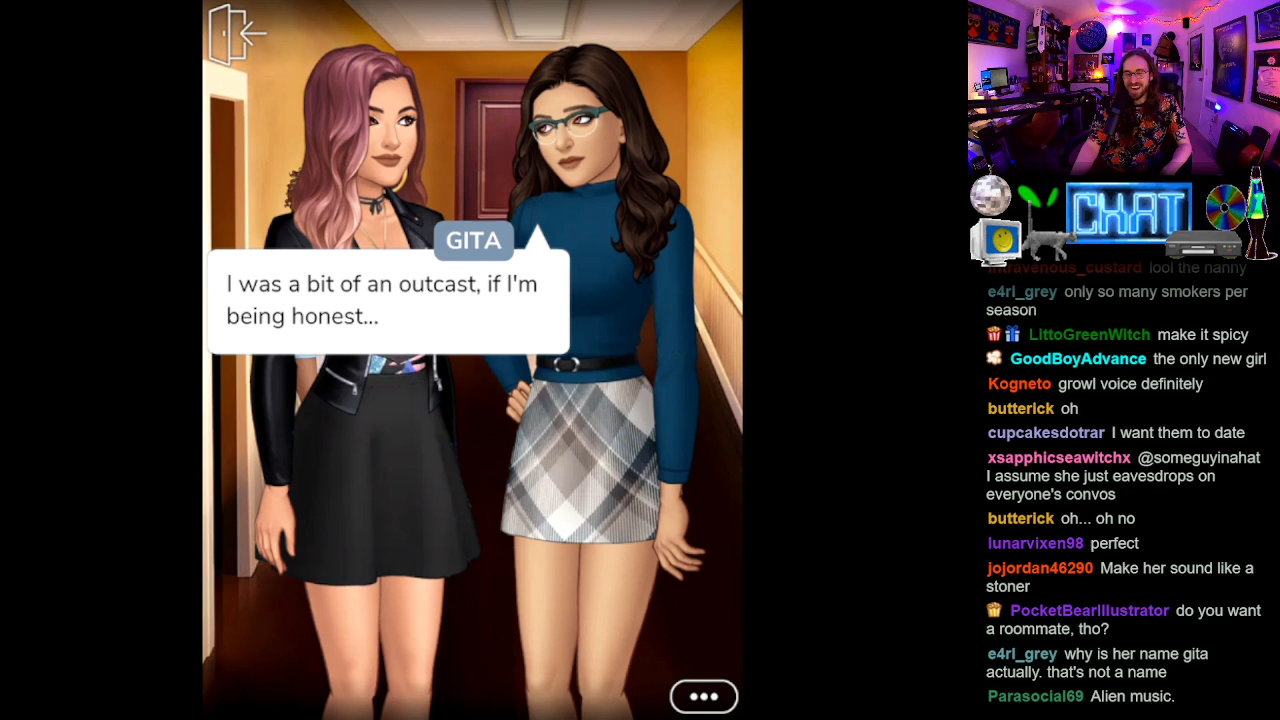 GITA
I was a bit of an outcast, if I'm
being honest...
CHAT
intravenous_custard lool the nanny
e4rl_grey only so many smokers per
season
LittoGreenWitch make it spicy
GoodBoyAdvance the only new girl
Kogneto growl voice definitely
butterick oh
cupcakesdotrar I want them to date
xsapphicseawitchx @someguyinahat
I assume she just eavesdrops on
everyone's convos
butterick oh... oh no
lunarvixen98 perfect
jojordan46290 Make her sound like a
stoner
PocketBearIllustrator do you want
a roommate, tho?
e4rl_grey why is her name gita
actually. that's not a name
Parasocial69 Alien music.